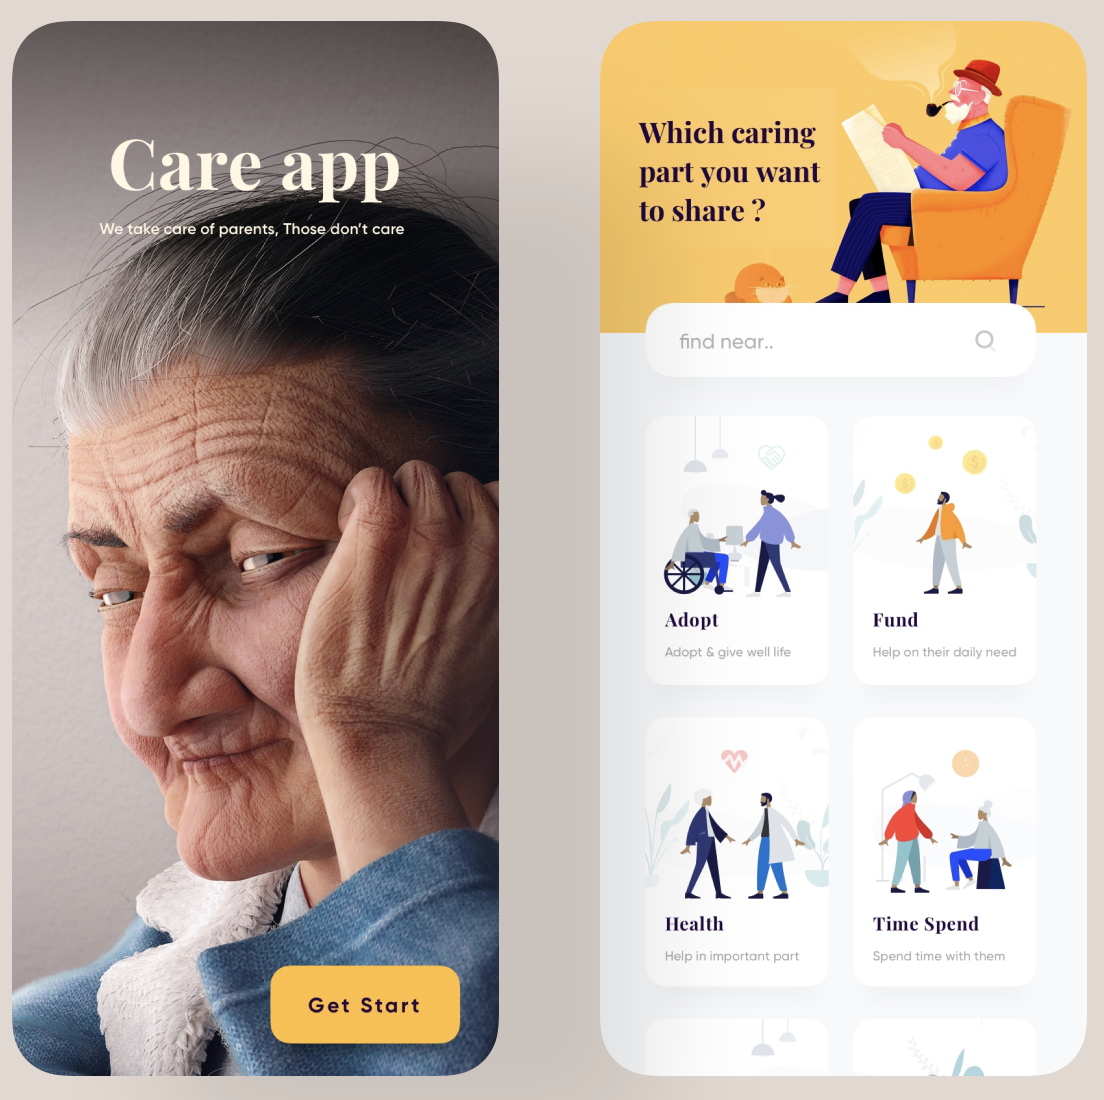 Care app
We take care of parents, Those don't care
Get Start
Which caring
part you want
to share ?
find near..
Adopt
Adopt & give well life
Fund
Help on their daily need
Health
Help in important part
Time Spend
Spend time with them